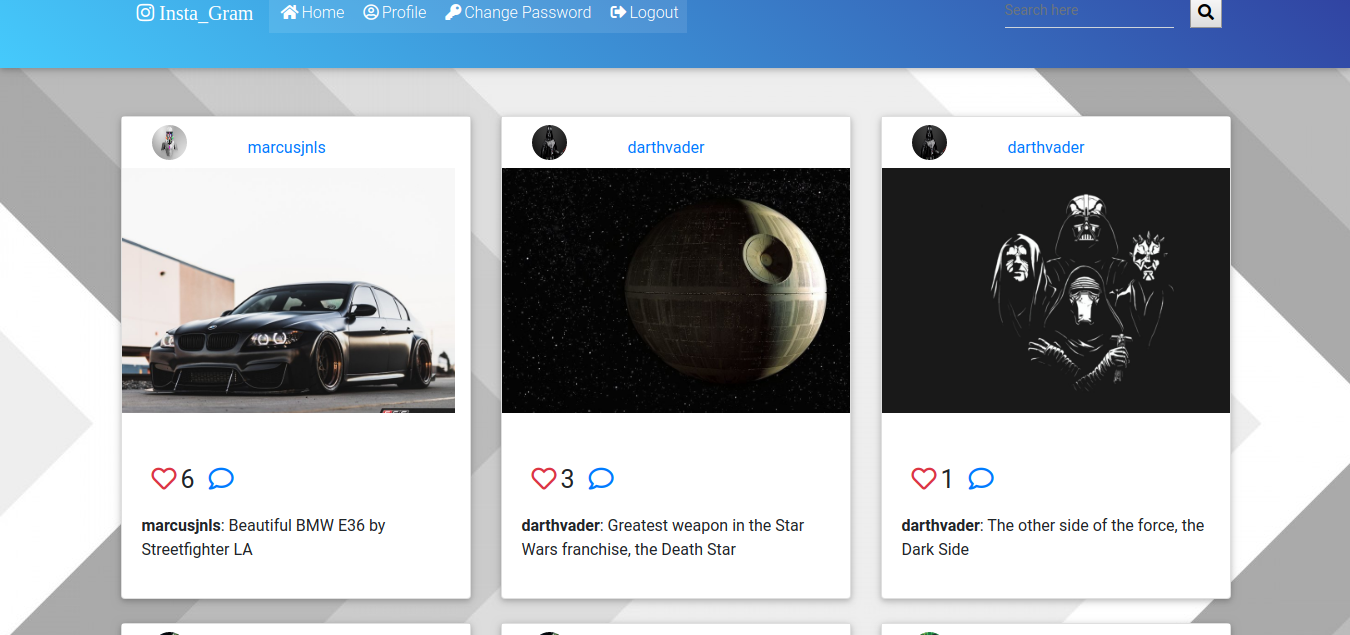 Insta_Gram Home Profile Change Password Logout Search here
marcusjnls
darthvader
darthvader
6
3
1
marcusjnls: Beautiful BMW E36 by
Streetfighter LA
darthvader: Greatest weapon in the Star
Wars franchise, the Death Star
darthvader: The other side of the force, the
Dark Side